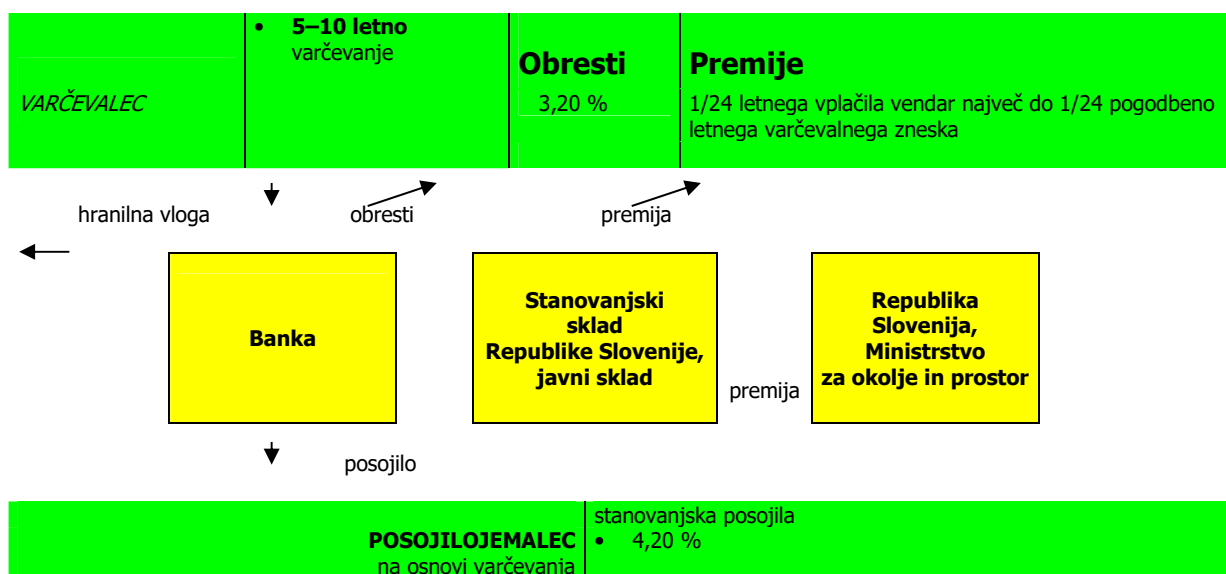 VARČEVALEC
• 5–10 letno
varčevanje
Obresti
3,20 %
Premije
1/24 letnega vplačila vendar največ do 1/24 pogodbeno
letnega varčevalnega zneska
hranilna vloga
obresti
premija
Banka
Stanovanjski
sklad
Republike Slovenije,
javni sklad
premija
Republika
Slovenija,
Ministrstvo
za okolje in prostor
posojilo
POSOJILOJEMALEC
na osnovi varčevanja
stanovanjska posojila
• 4,20 %